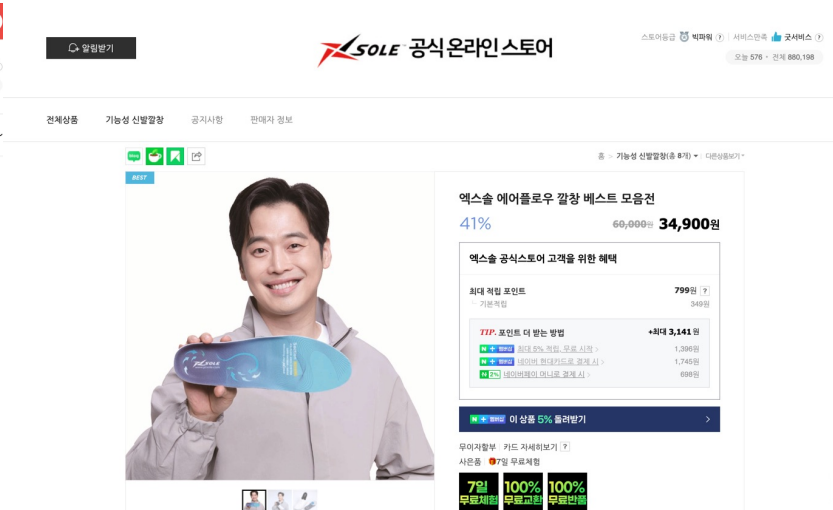 알림받기
XSOLE 공식 온라인 스토어
스토어등급 빅파워 ? 서비스만족 굿서비스 ?
오늘 576 · 전체 880,198
전체상품 기능성 신발깔창 공지사항 판매자 정보
blog
홈 > 기능성 신발깔창(총 8개) 다른상품보기
BEST
엑스솔 에어플로우 깔창 베스트 모음전
41% 60,000원 34,900원
엑스솔 공식스토어 고객을 위한 혜택
최대 적립 포인트 799원 ?
기본적립 349원
TIP. 포인트 더 받는 방법 +최대 3,141 원
N + 멤버십 최대 5% 적립, 무료 시작 > 1,396원
N + 멤버십 네이버 현대카드로 결제 시 > 1,745원
N 2% 네이버페이 머니로 결제 시 > 698원
XSOLE
N + 멤버십 이 상품 5% 돌려받기 >
무이자할부 카드 자세히보기 ?
사은품 7일 무료체험
7일 무료체험
100% 무료교환
100% 무료반품